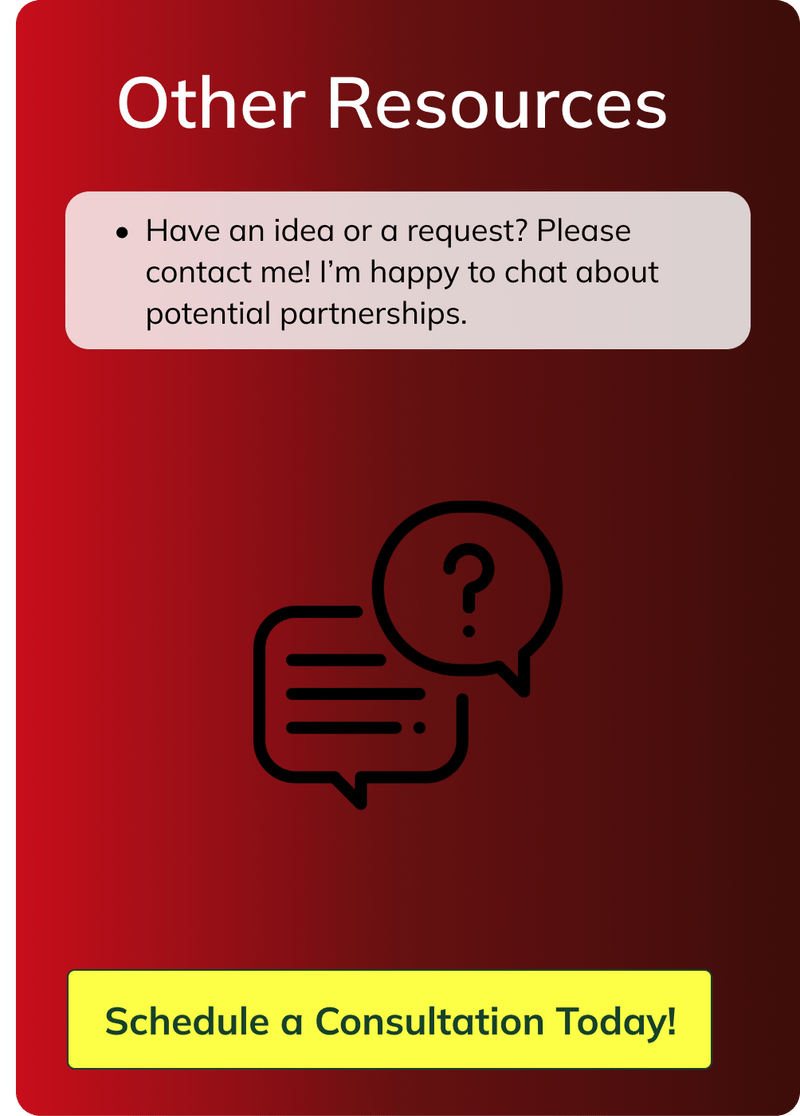 Other Resources
• Have an idea or a request? Please
contact me! I’m happy to chat about
potential partnerships.
?
Schedule a Consultation Today!